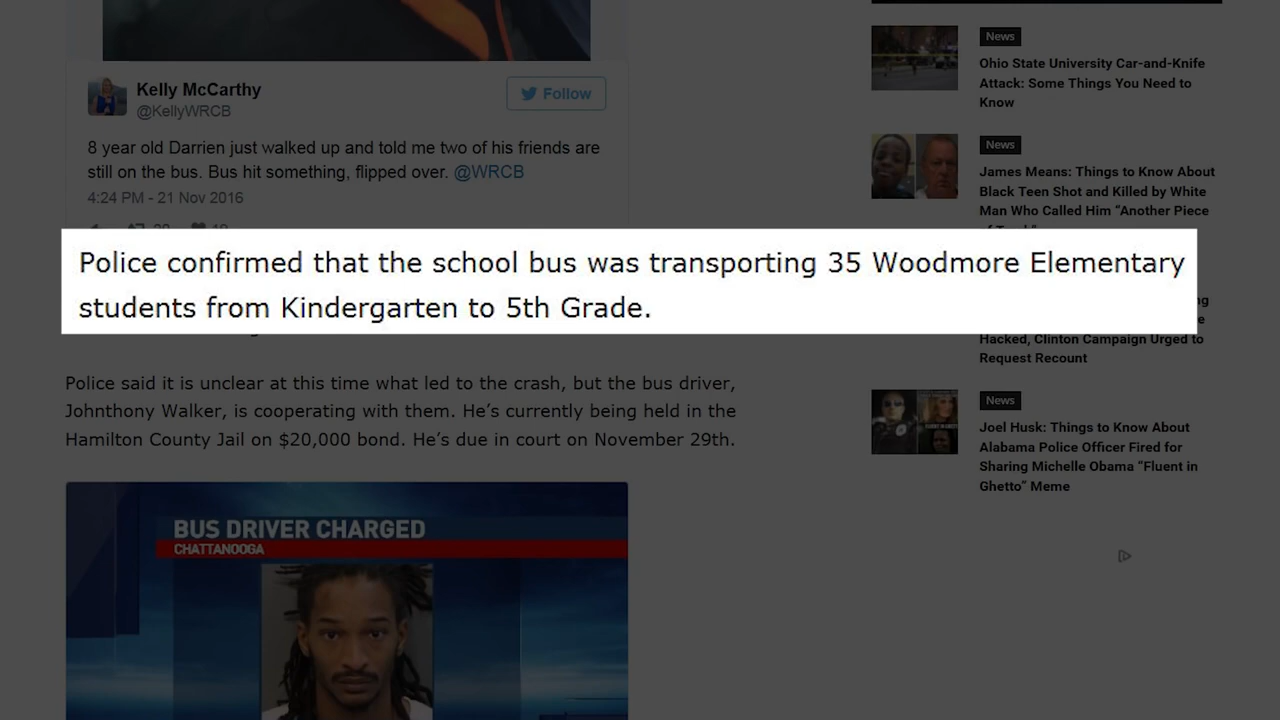 Kelly McCarthy
@KellyWRCB
Follow
8 year old Darrien just walked up and told me two of his friends are
still on the bus. Bus hit something, flipped over. @WRCB
4:24 PM - 21 Nov 2016
Police confirmed that the school bus was transporting 35 Woodmore Elementary
students from Kindergarten to 5th Grade.
Police said it is unclear at this time what led to the crash, but the bus driver,
Johnthony Walker, is cooperating with them. He’s currently being held in the
Hamilton County Jail on $20,000 bond. He’s due in court on November 29th.
BUS DRIVER CHARGED
CHATTANOOGA
News
Ohio State University Car-and-Knife
Attack: Some Things You Need to
Know
News
James Means: Things to Know About
Black Teen Shot and Killed by White
Man Who Called Him “Another Piece
Hacked, Clinton Campaign Urged to
Request Recount
News
Joel Husk: Things to Know About
Alabama Police Officer Fired for
Sharing Michelle Obama “Fluent in
Ghetto” Meme